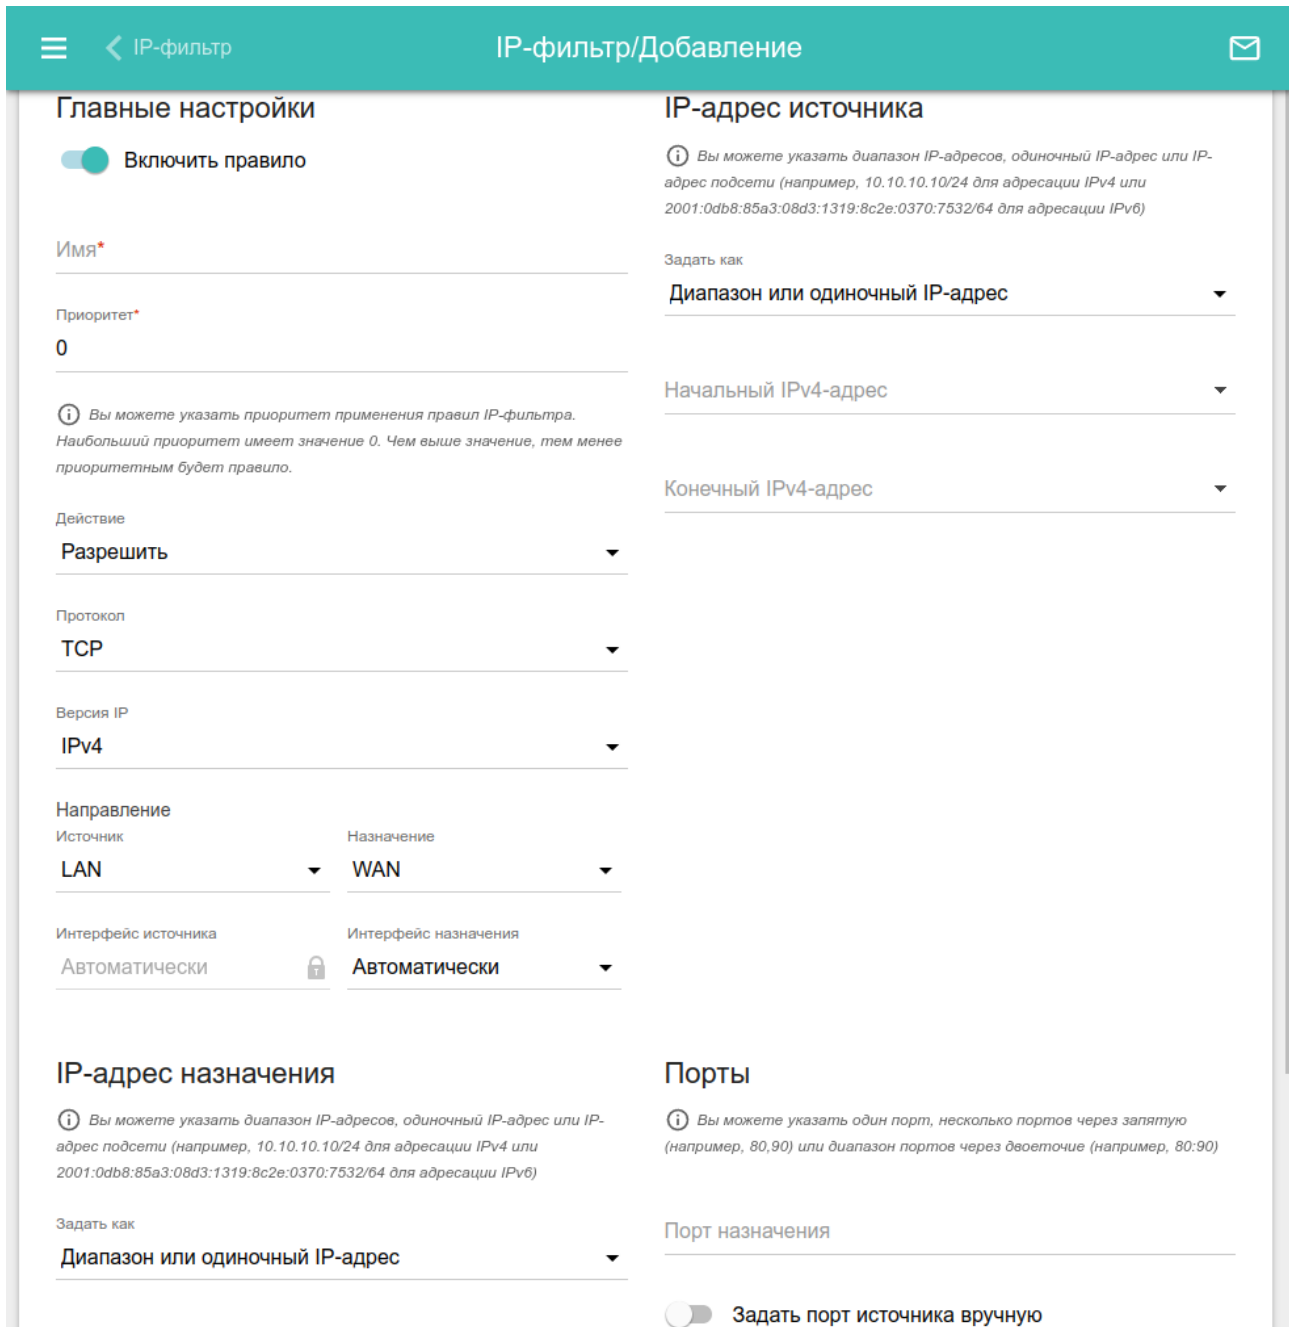 IP-фильтр
IP-фильтр/Добавление
Главные настройки
Включить правило
Имя*
Приоритет*
0
Вы можете указать приоритет применения правил IP-фильтра.
Наибольший приоритет имеет значение 0. Чем выше значение, тем менее
приоритетным будет правило.
Действие
Разрешить
Протокол
TCP
Версия IP
IPv4
Направление
Источник
Назначение
LAN
WAN
Интерфейс источника
Интерфейс назначения
Автоматически
Автоматически
IP-адрес источника
Вы можете указать диапазон IP-адресов, одиночный IP-адрес или IP-
адрес подсети (например, 10.10.10.10/24 для адресации IPv4 или
2001:0db8:85a3:08d3:1319:8c2e:0370:7532/64 для адресации IPv6)
Задать как
Диапазон или одиночный IP-адрес
Начальный IPv4-адрес
Конечный IPv4-адрес
IP-адрес назначения
Вы можете указать диапазон IP-адресов, одиночный IP-адрес или IP-
адрес подсети (например, 10.10.10.10/24 для адресации IPv4 или
2001:0db8:85a3:08d3:1319:8c2e:0370:7532/64 для адресации IPv6)
Задать как
Диапазон или одиночный IP-адрес
Порты
Вы можете указать один порт, несколько портов через запятую
(например, 80,90) или диапазон портов через двоеточие (например, 80:90)
Порт назначения
Задать порт источника вручную